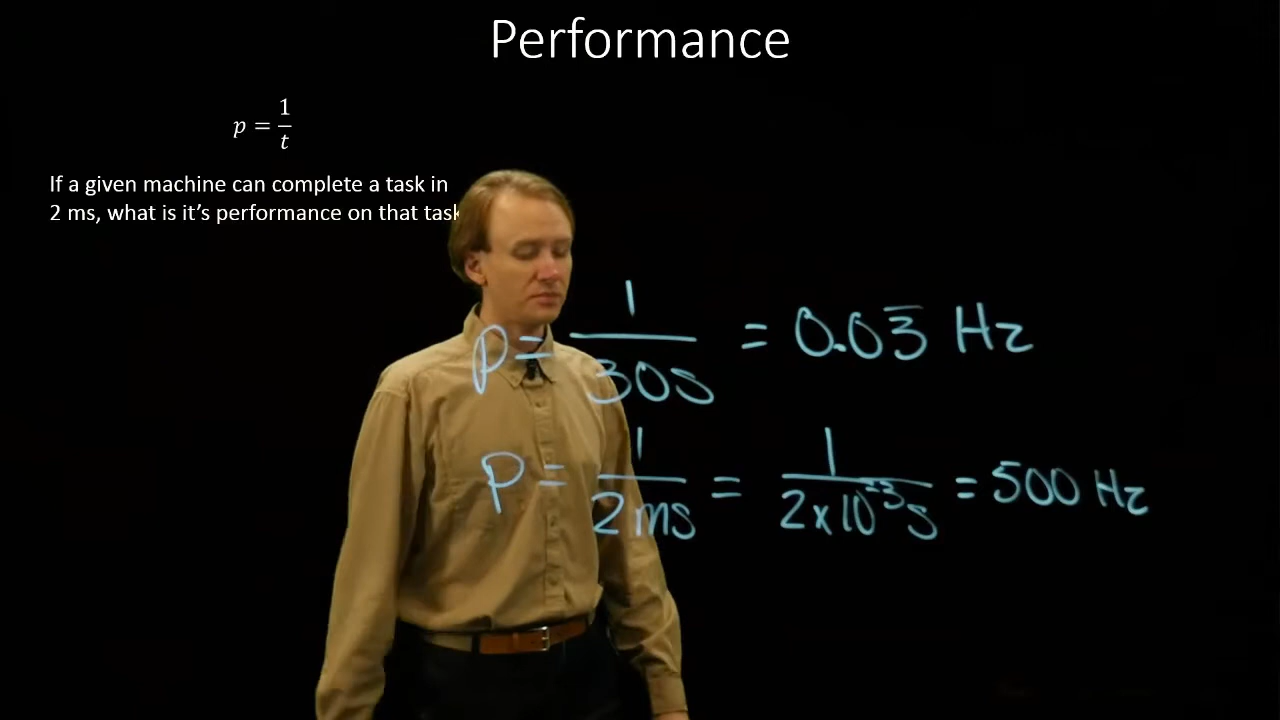 Performance
p = 1/t
If a given machine can complete a task in
2 ms, what is it's performance on that task
p = 1/30s = 0.03̅ Hz
p = 1/2ms = 1/2x10⁻³s = 500 Hz